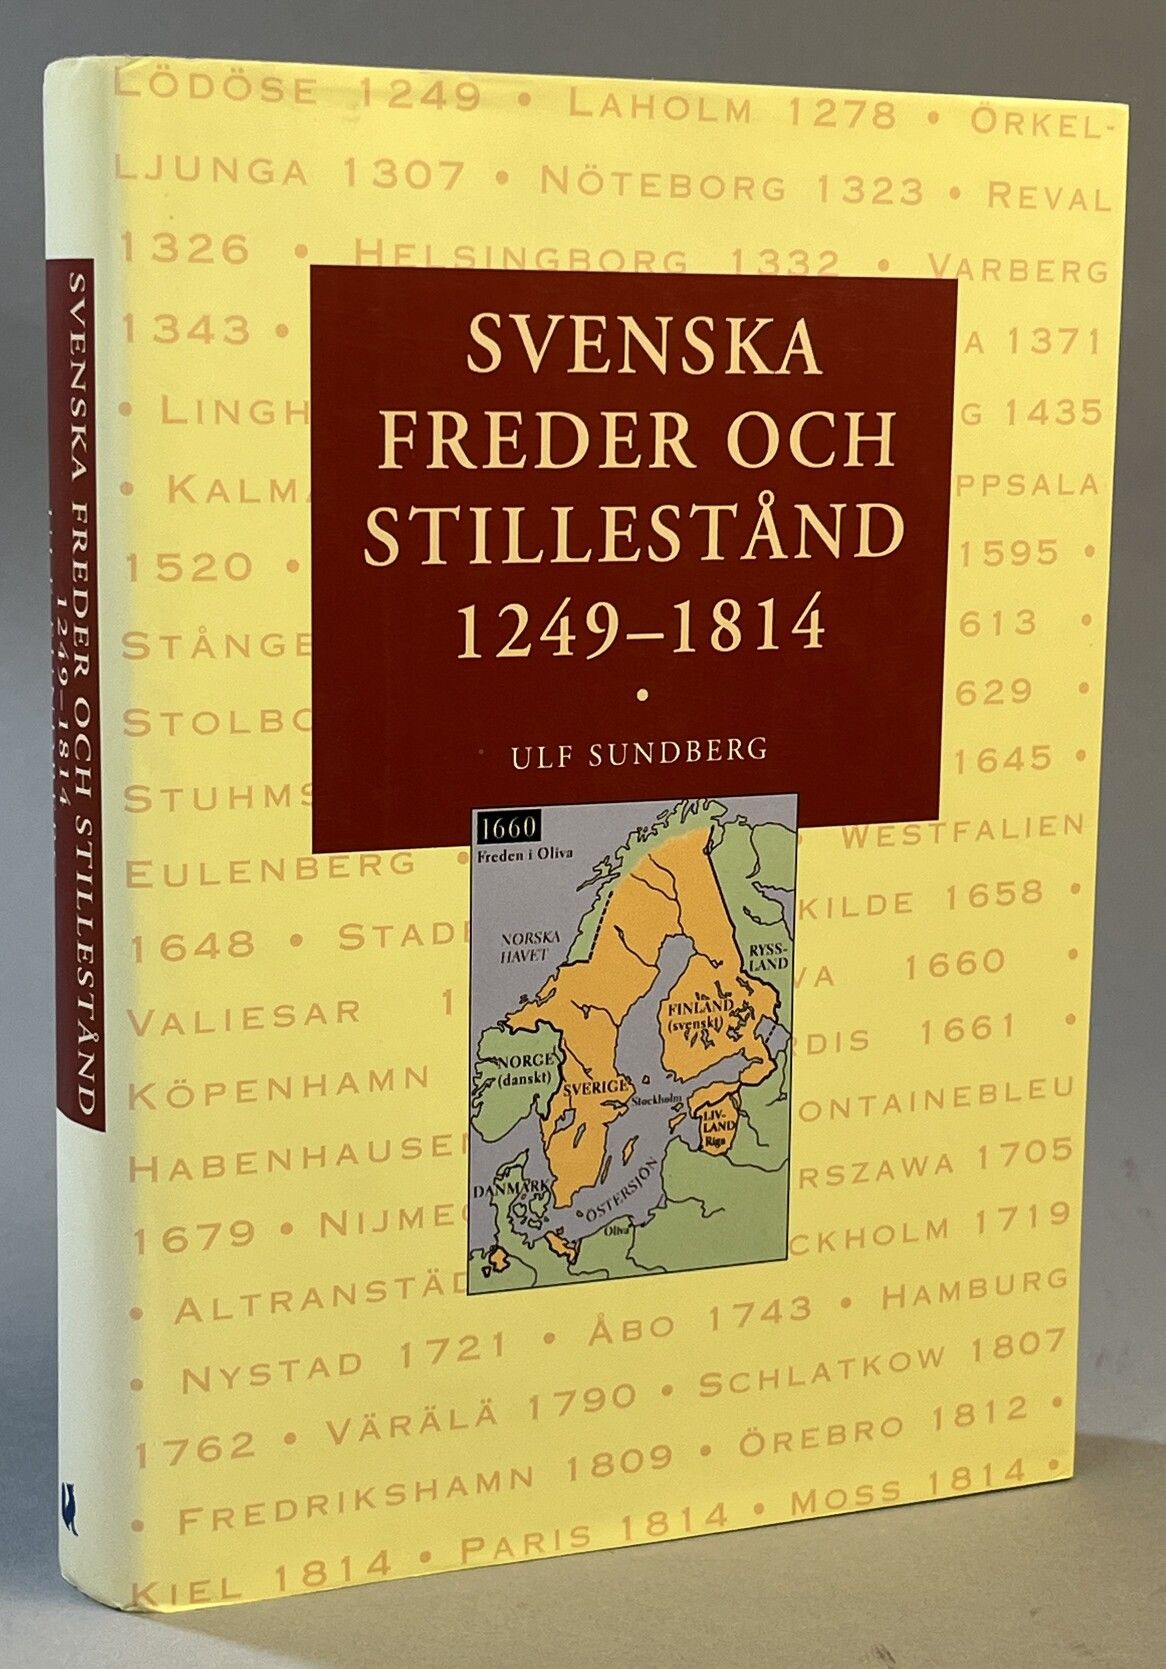 LÖDÖSE 1249 • LAHOLM 1278 • ÖRKEL-
LJUNGA 1307 • NÖTEBORG 1323 • REVAL
1326 • HELSINGBORG 1332 • VARBERG
1343 •
A 1371
• LINGH
G 1435
• KALMA
PPSALA
1520 •
1595 •
STÅNGE
613 •
STOLBO
629 •
STUHMS
1645 •
EULENBERG •
• WESTFALIEN
1648 • STADE
KILDE 1658 •
VALIESAR 1
VA 1660 •
KÖPENHAMN
RDIS 1661 •
HABENHAUSEN
ONTAINEBLEU
1679 • NIJMEG
RSZAWA 1705
• ALTRANSTÄD
CKHOLM 1719
• NYSTAD 1721 • ÅBO 1743 • HAMBURG
1762 • VÄRÄLÄ 1790 • SCHLATKOW 1807
• FREDRIKSHAMN 1809 • ÖREBRO 1812 •
KIEL 1814 • PARIS 1814 • MOSS 1814 •
SVENSKA
FREDER OCH
STILLESTÅND
1249–1814
•
ULF SUNDBERG
1660
Freden i Oliva
NORSKA
HAVET
RYSS-
LAND
FINLAND
(svenskt)
NORGE
(danskt)
SVERIGE
Stockholm
LIV-
LAND
Riga
DANMARK
ÖSTERSJÖN
Oliva
SVENSKA FREDER OCH STILLESTÅND
1249–1814